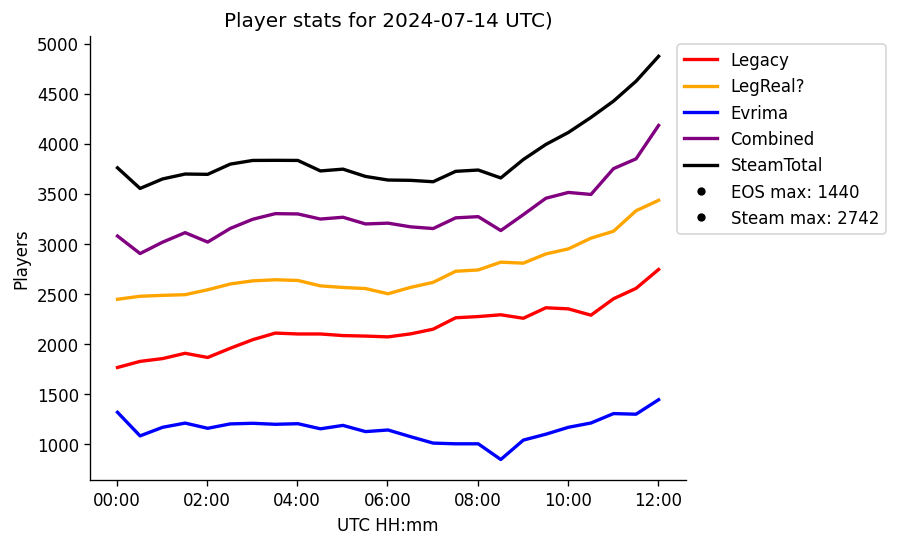 Player stats for 2024-07-14 UTC)
5000
4500
4000
3500
3000
2500
2000
1500
1000
Players
00:00 02:00 04:00 06:00 08:00 10:00 12:00
UTC HH:mm
Legacy
LegReal?
Evrima
Combined
SteamTotal
EOS max: 1440
Steam max: 2742